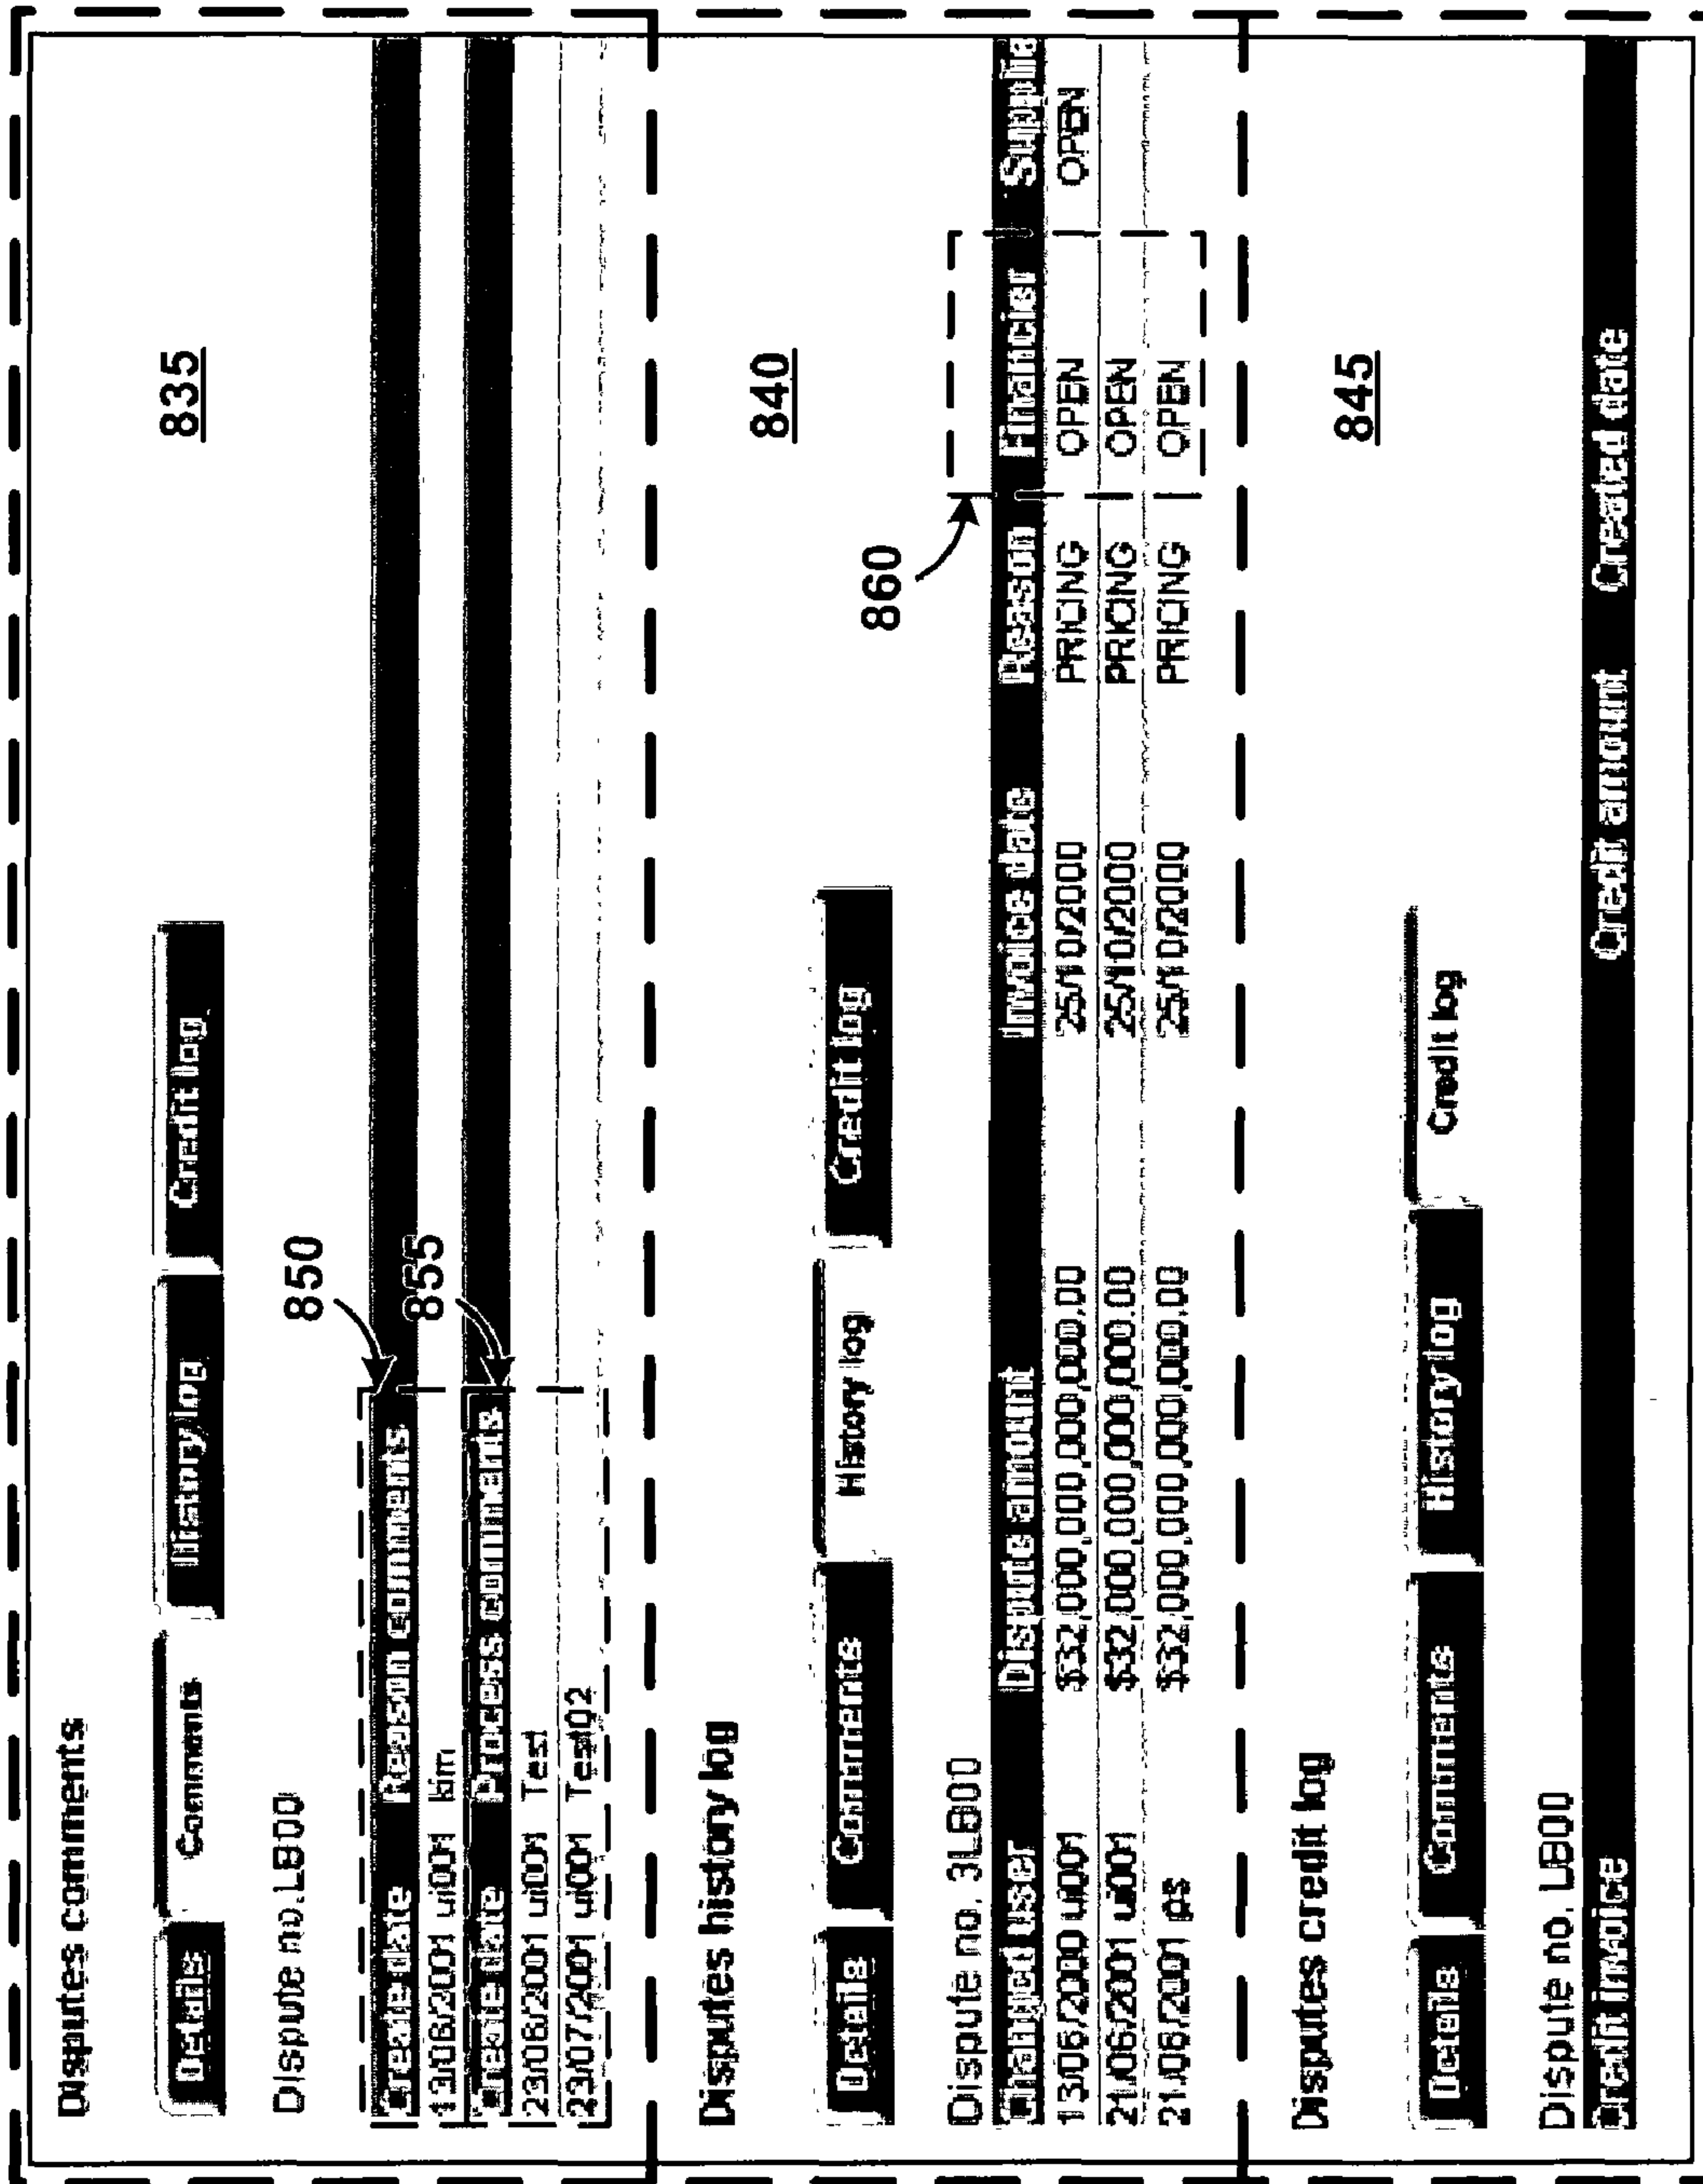 Disputes comments
835
Details Comments History log Credit log
Dispute no. LB00
850
Create date Reason comments
13/06/2001 ui001 kim
855
Create date Process comments
23/06/2001 ui001 Test
23/07/2001 ui001 Test02
Disputes history log
840
Details Comments History log Credit log
860
Dispute no. 3LB00
Changed user Dispute amount Invoice date Reason Financier Supplie
13/06/2000 ui001 $32,000,000,000.00 25/10/2000 PRICING OPEN OPEN
21/06/2001 ui001 $32,000,000,000.00 25/10/2000 PRICING OPEN
21/06/2001 ps $32,000,000,000.00 25/10/2000 PRICING OPEN
Disputes credit log
845
Details Comments History log Credit log
Dispute no. LB00
Credit invoice Credit amount Created date